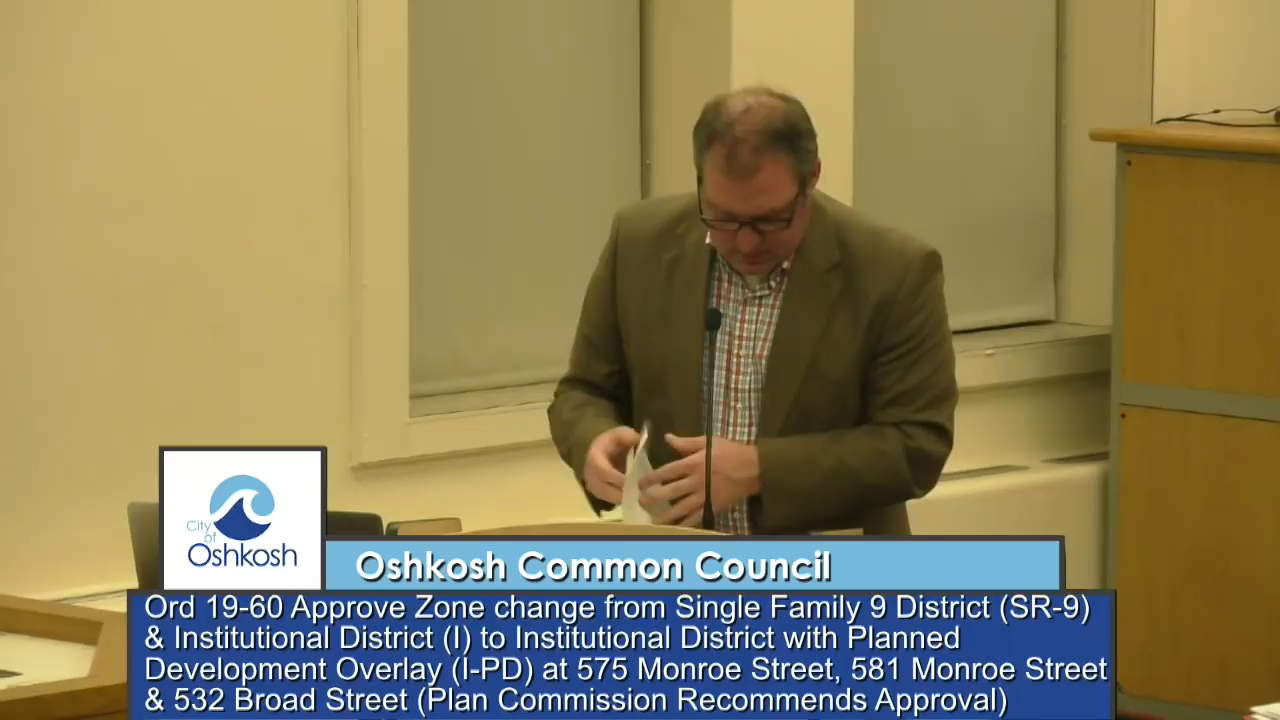 City
of
Oshkosh
Oshkosh Common Council
Ord 19-60 Approve Zone change from Single Family 9 District (SR-9)
& Institutional District (I) to Institutional District with Planned
Development Overlay (I-PD) at 575 Monroe Street, 581 Monroe Street
& 532 Broad Street (Plan Commission Recommends Approval)